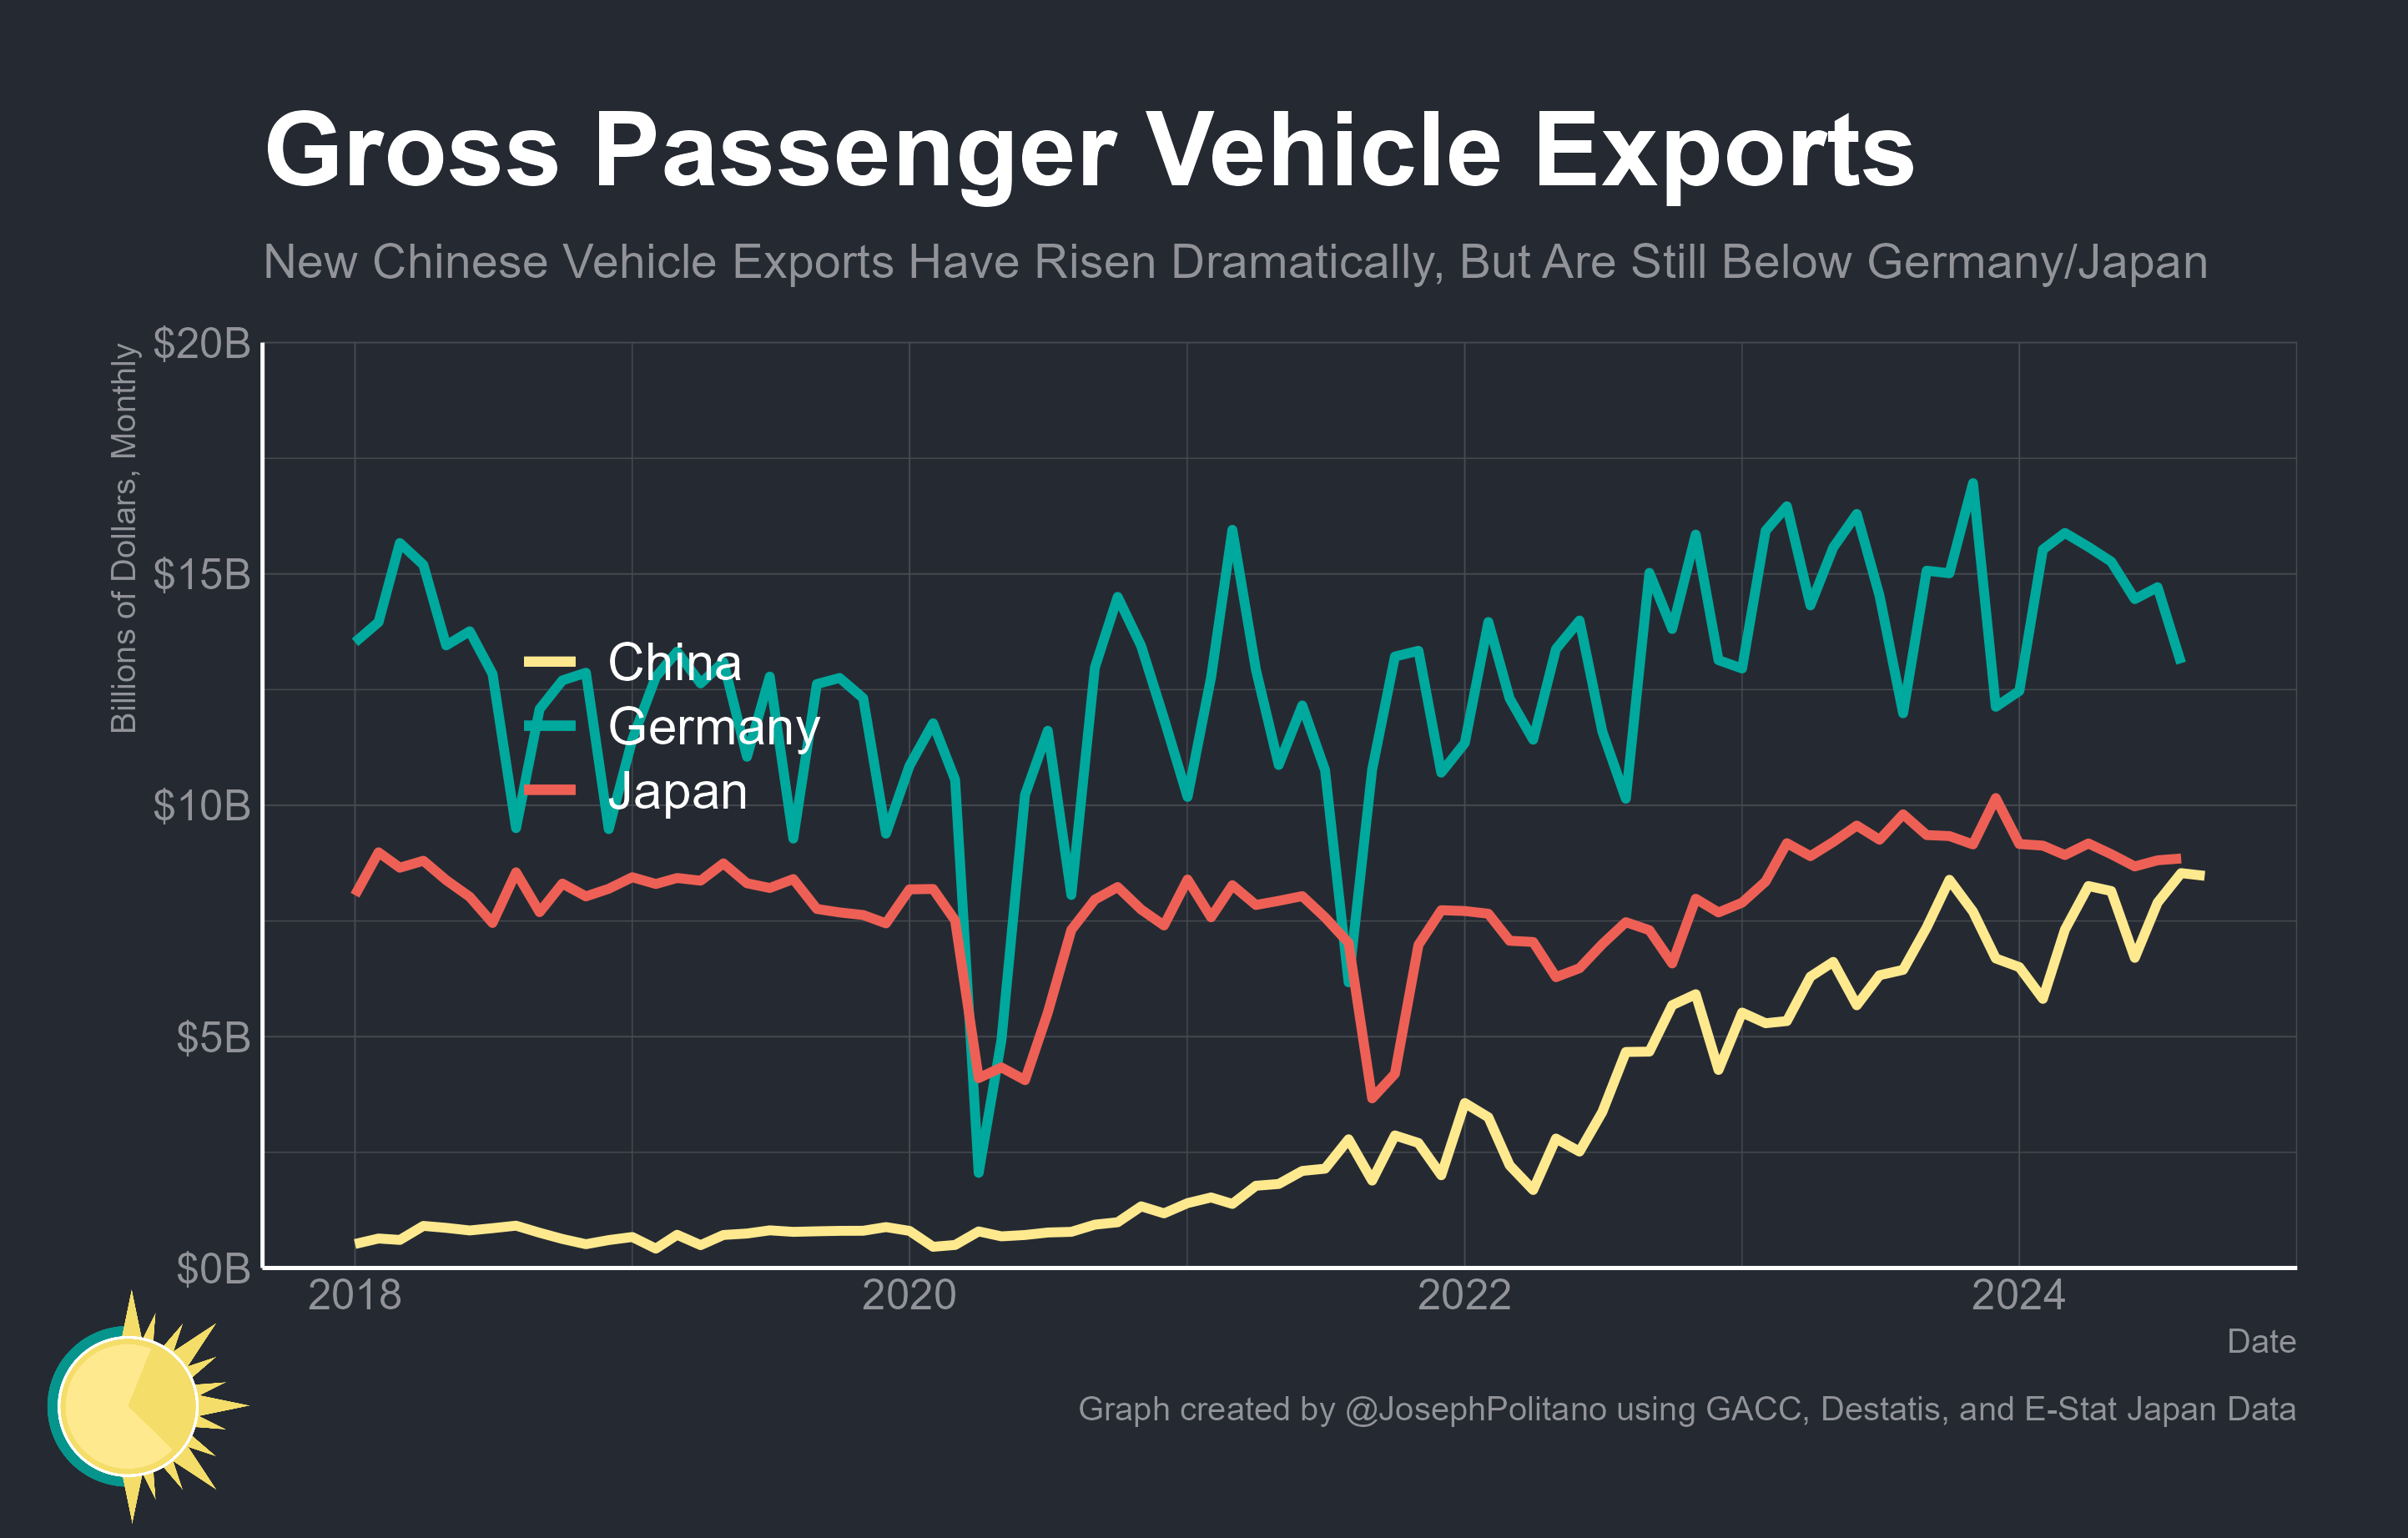 Gross Passenger Vehicle Exports
New Chinese Vehicle Exports Have Risen Dramatically, But Are Still Below Germany/Japan
Billions of Dollars, Monthly
$20B
$15B
$10B
$5B
$0B
China
Germany
Japan
2018 2020 2022 2024
Date
Graph created by @JosephPolitano using GACC, Destatis, and E-Stat Japan Data